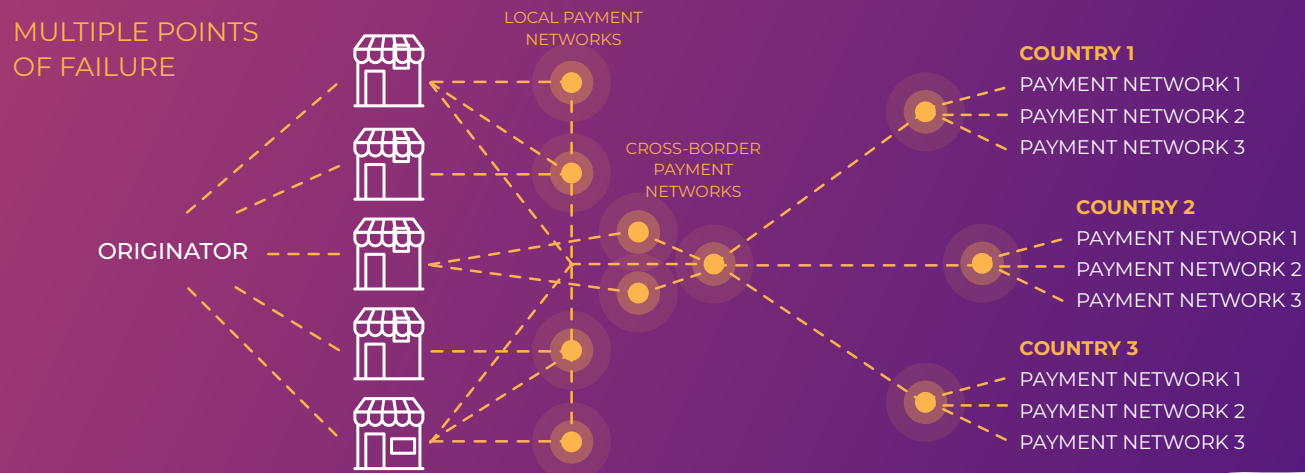 MULTIPLE POINTS
OF FAILURE
LOCAL PAYMENT
NETWORKS
ORIGINATOR
CROSS-BORDER
PAYMENT
NETWORKS
COUNTRY 1
PAYMENT NETWORK 1
PAYMENT NETWORK 2
PAYMENT NETWORK 3
COUNTRY 2
PAYMENT NETWORK 1
PAYMENT NETWORK 2
PAYMENT NETWORK 3
COUNTRY 3
PAYMENT NETWORK 1
PAYMENT NETWORK 2
PAYMENT NETWORK 3